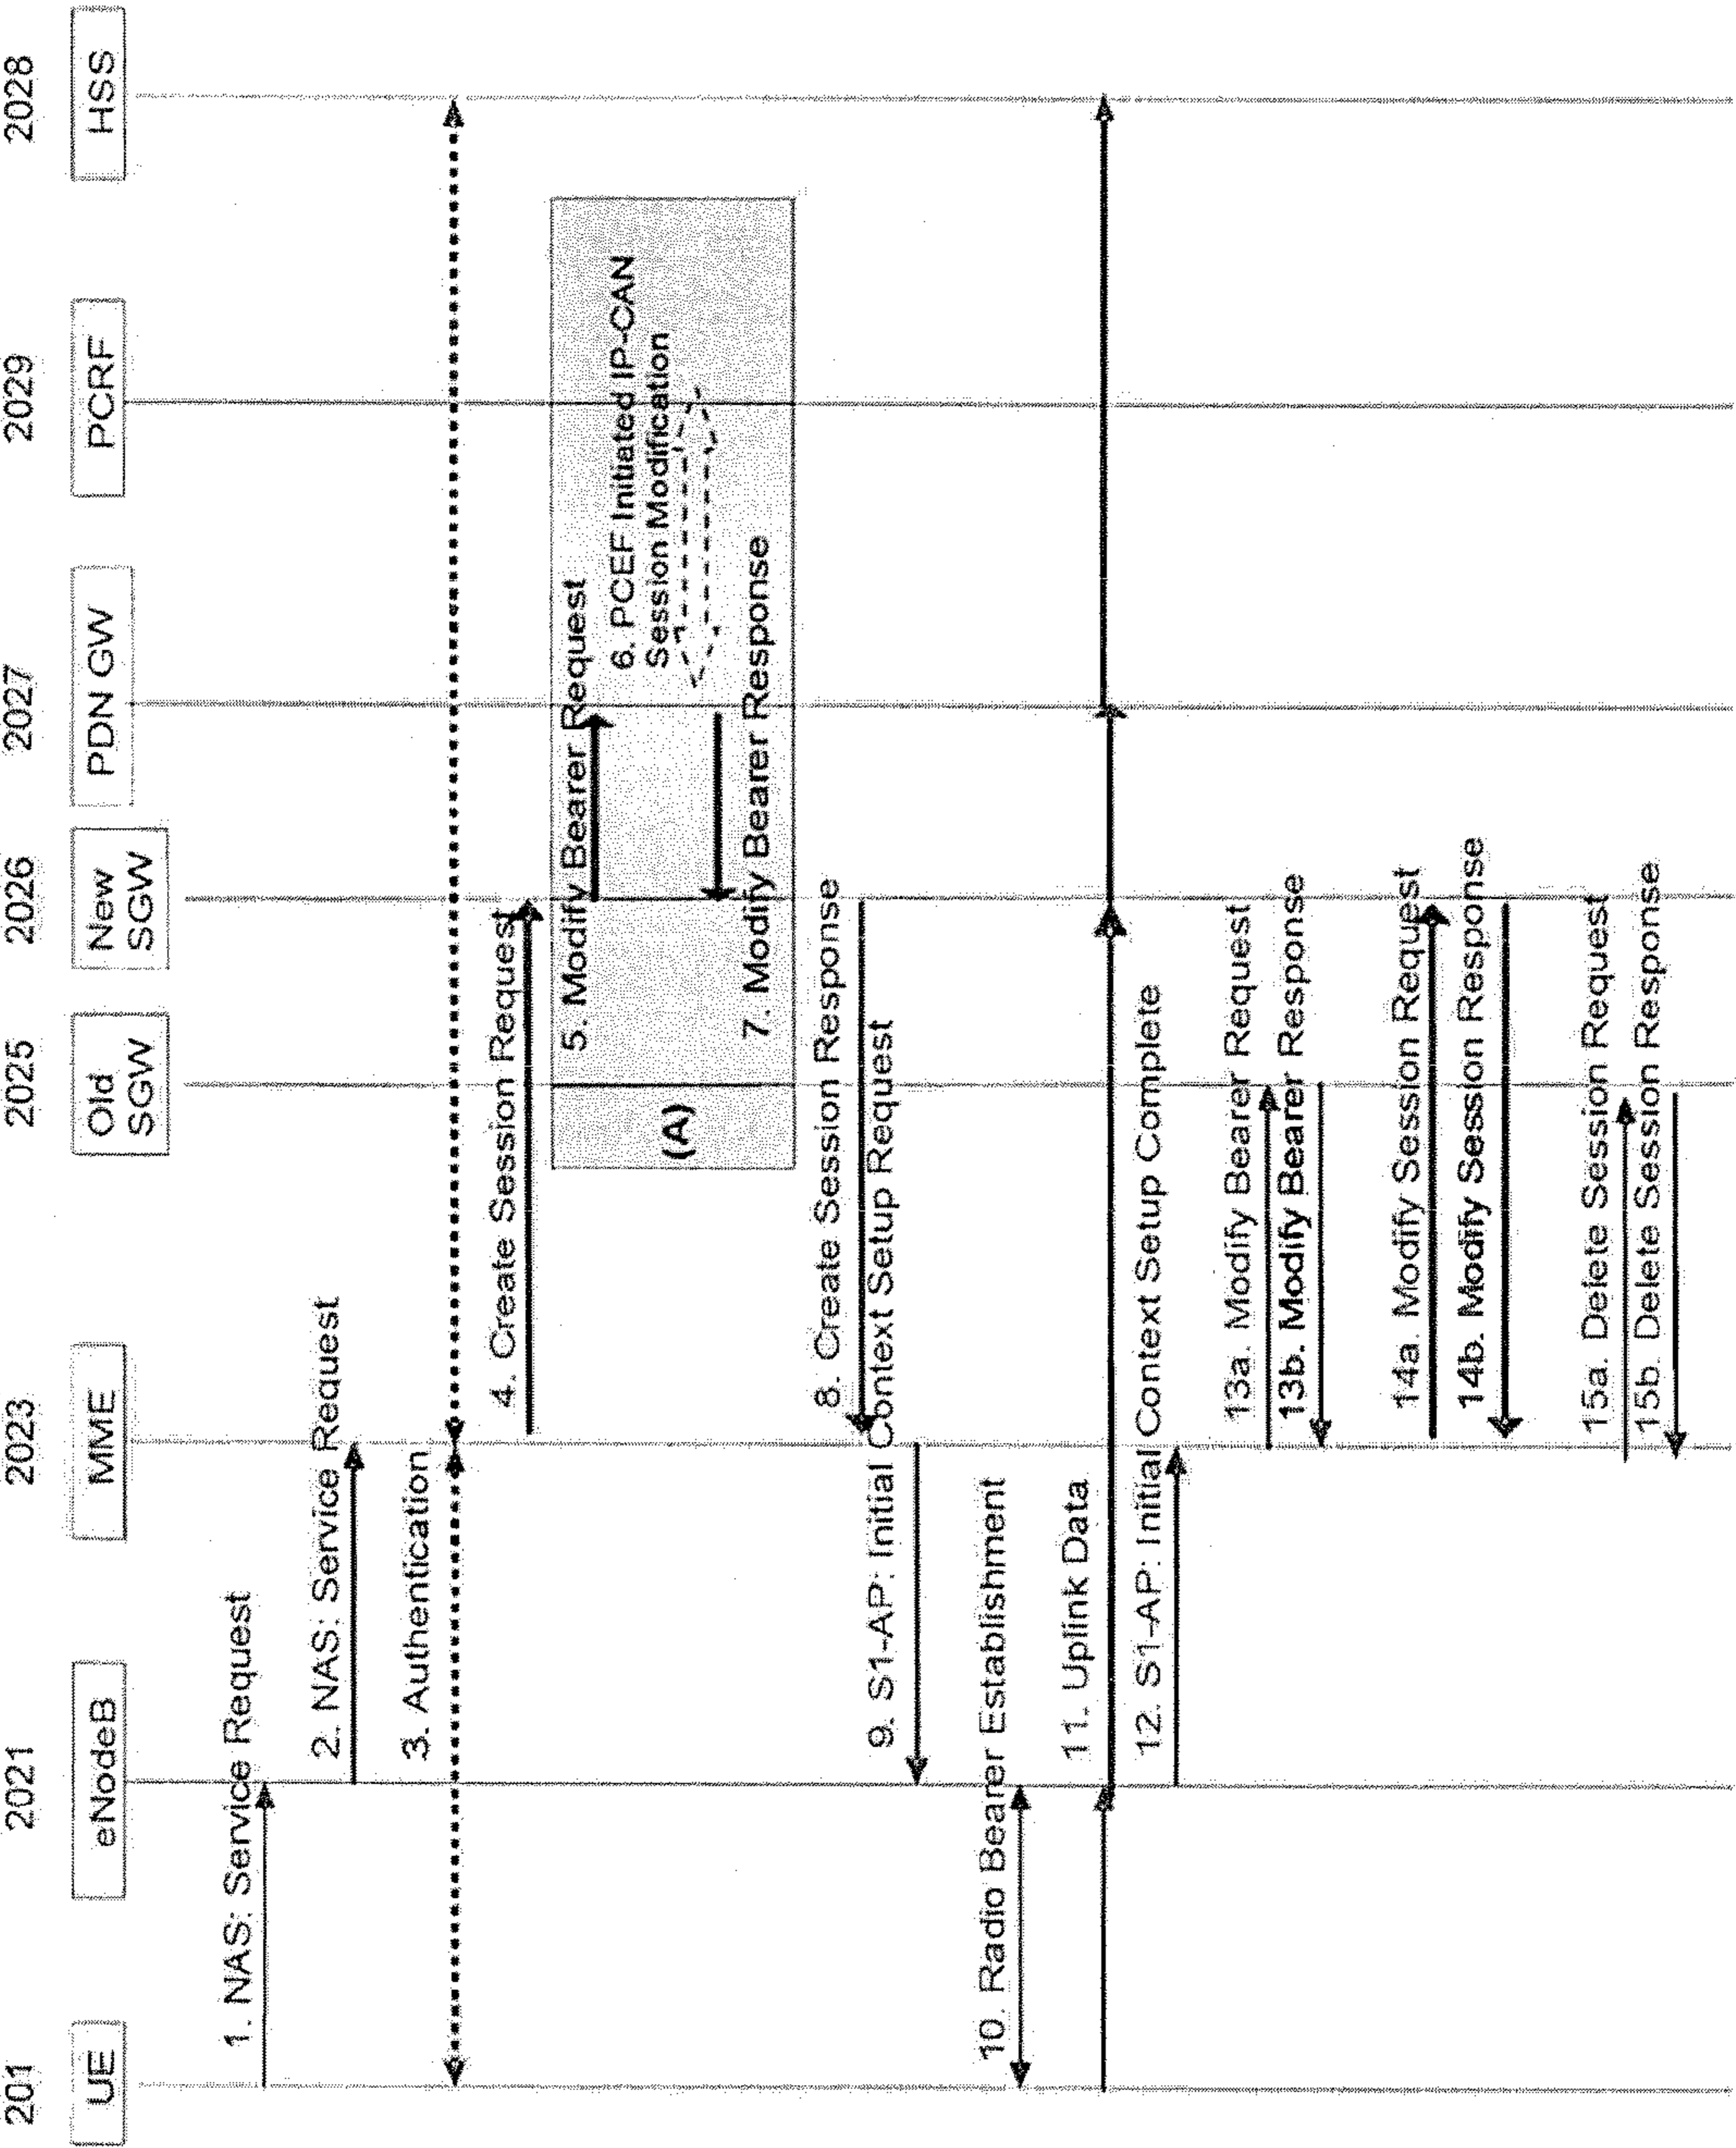 201
2021
2023
2025
2026
2027
2029
2028
UE
eNodeB
MME
Old
SGW
New
SGW
PDN GW
PCRF
HSS
1. NAS: Service Request
2. NAS: Service Request
3. Authentication
4. Create Session Request
(A)
5. Modify Bearer Request
6. PCEF Initiated IP-CAN
Session Modification
7. Modify Bearer Response
8. Create Session Response
9. S1-AP: Initial Context Setup Request
10. Radio Bearer Establishment
11. Uplink Data
12. S1-AP: Initial Context Setup Complete
13a. Modify Bearer Request
13b. Modify Bearer Response
14a. Modify Session Request
14b. Modify Session Response
15a. Delete Session Request
15b. Delete Session Response